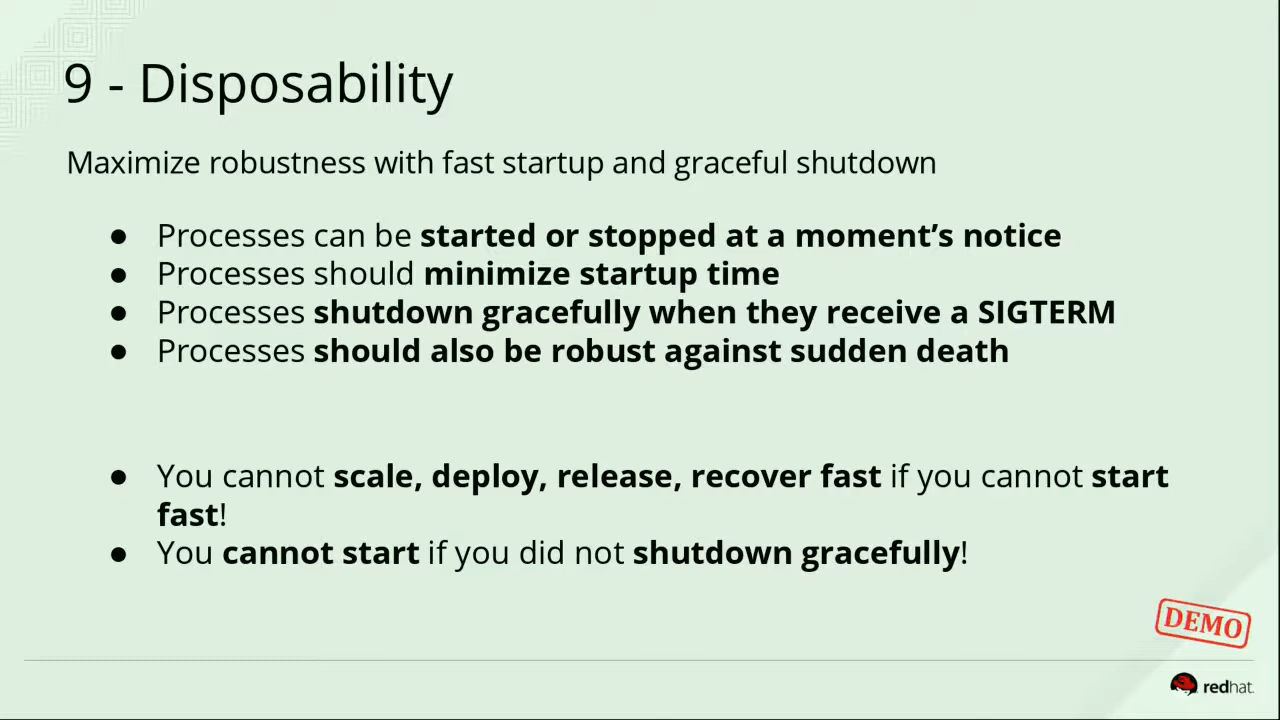 9 - Disposability
Maximize robustness with fast startup and graceful shutdown
● Processes can be started or stopped at a moment’s notice
● Processes should minimize startup time
● Processes shutdown gracefully when they receive a SIGTERM
● Processes should also be robust against sudden death
● You cannot scale, deploy, release, recover fast if you cannot start
fast!
● You cannot start if you did not shutdown gracefully!
DEMO
redhat.